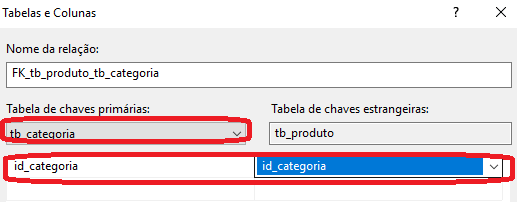 Tabelas e Colunas ? ×
Nome da relação:
FK_tb_produto_tb_categoria
Tabela de chaves primárias: Tabela de chaves estrangeiras:
tb_categoria tb_produto
id_categoria id_categoria